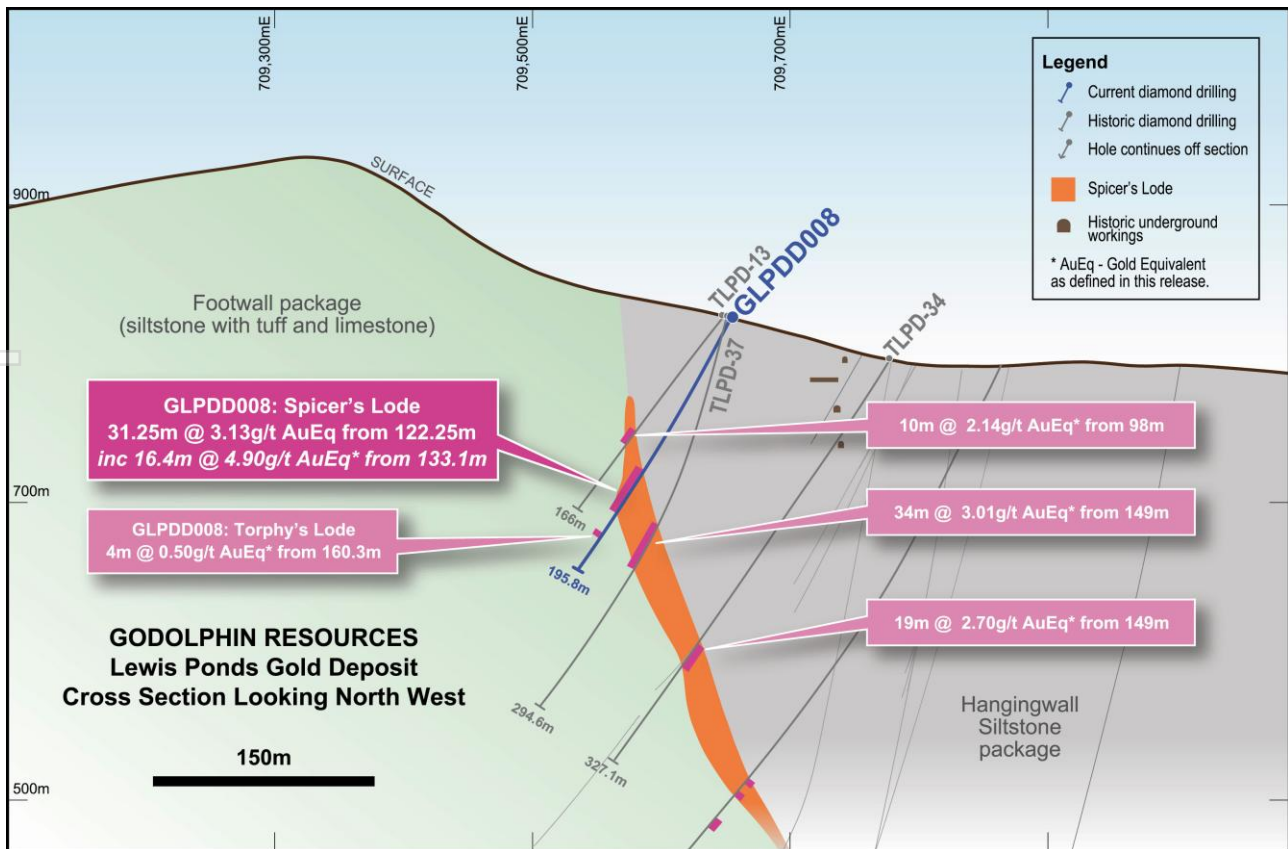 709,300mE
709,500mE
709,700mE
Legend
Current diamond drilling
Historic diamond drilling
Hole continues off section
Spicer's Lode
Historic underground
workings
* AuEq - Gold Equivalent
as defined in this release.
900m
SURFACE
TLPD-13
GLPDD008
TLPD-37
TLPD-34
Footwall package
(siltstone with tuff and limestone)
GLPDD008: Spicer's Lode
31.25m @ 3.13g/t AuEq from 122.25m
inc 16.4m @ 4.90g/t AuEq* from 133.1m
10m @ 2.14g/t AuEq* from 98m
700m
166m
GLPDD008: Torphy's Lode
4m @ 0.50g/t AuEq* from 160.3m
34m @ 3.01g/t AuEq* from 149m
195.8m
19m @ 2.70g/t AuEq* from 149m
GODOLPHIN RESOURCES
Lewis Ponds Gold Deposit
Cross Section Looking North West
294.6m
327.1m
Hangingwall
Siltstone
package
150m
500m